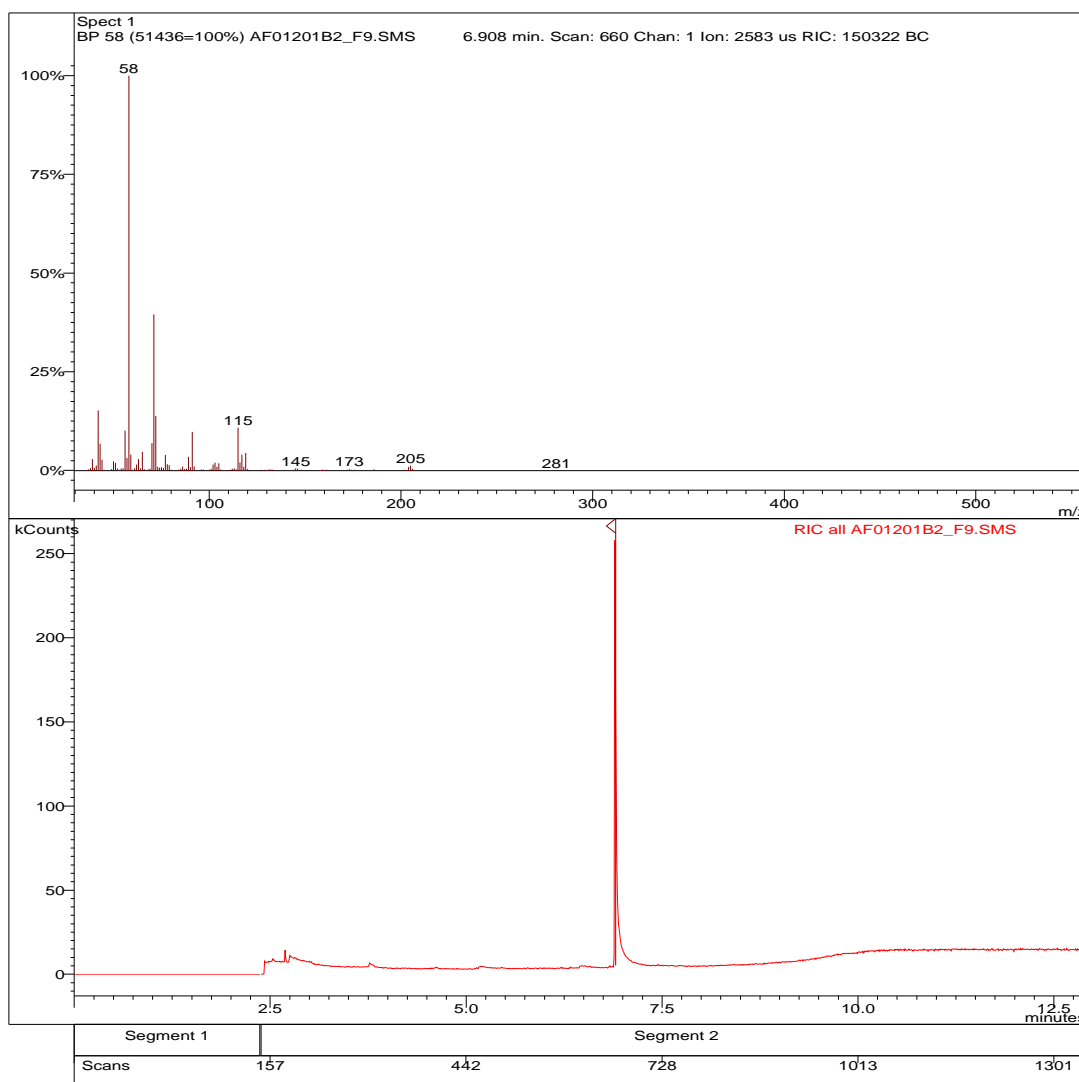 Spect 1
BP 58 (51436=100%) AF01201B2_F9.SMS 6.908 min. Scan: 660 Chan: 1 Ion: 2583 us RIC: 150322 BC
58
100%
75%
50%
25%
115
145 173 205 281
0%
100 200 300 400 500
m/z
kCounts
RIC all AF01201B2_F9.SMS
250
200
150
100
50
0
2.5 5.0 7.5 10.0 12.5
minutes
Segment 1 Segment 2
Scans 157 442 728 1013 1301